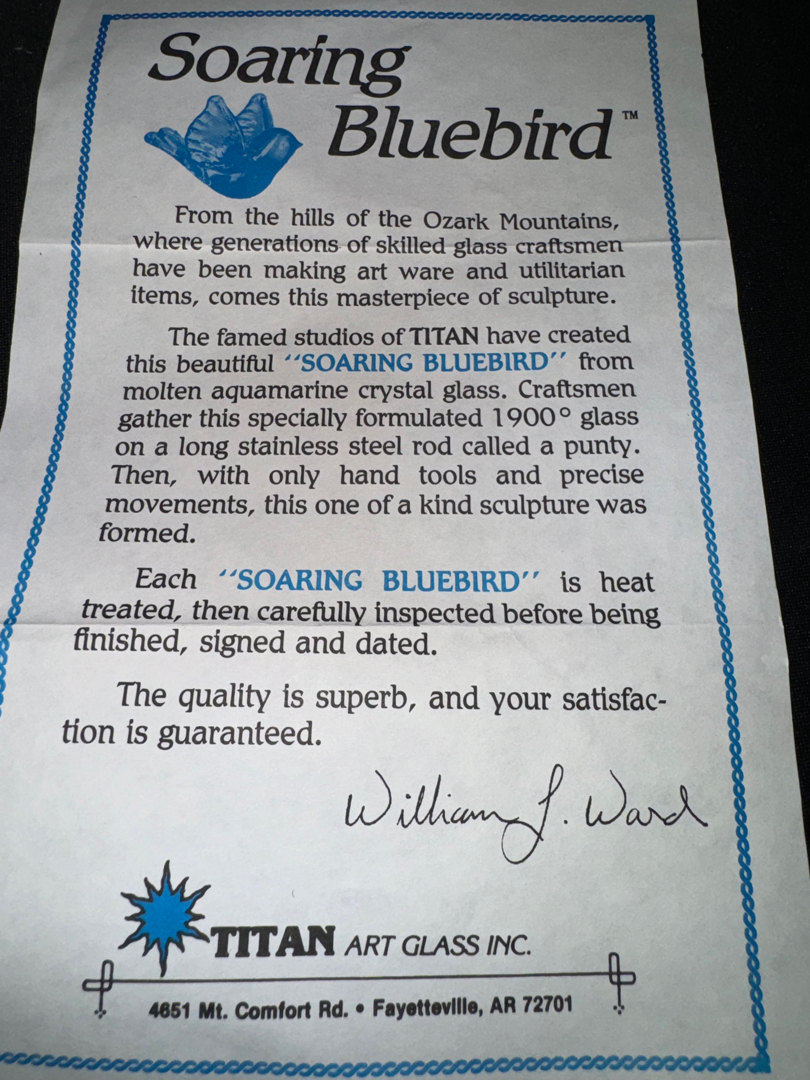 Soaring
Bluebird™
From the hills of the Ozark Mountains,
where generations of skilled glass craftsmen
have been making art ware and utilitarian
items, comes this masterpiece of sculpture.
The famed studios of TITAN have created
this beautiful ‘‘SOARING BLUEBIRD’’ from
molten aquamarine crystal glass. Craftsmen
gather this specially formulated 1900° glass
on a long stainless steel rod called a punty.
Then, with only hand tools and precise
movements, this one of a kind sculpture was
formed.
Each ‘‘SOARING BLUEBIRD’’ is heat
treated, then carefully inspected before being
finished, signed and dated.
The quality is superb, and your satisfac-
tion is guaranteed.
William J. Ward
TITAN ART GLASS INC.
4651 Mt. Comfort Rd. • Fayetteville, AR 72701